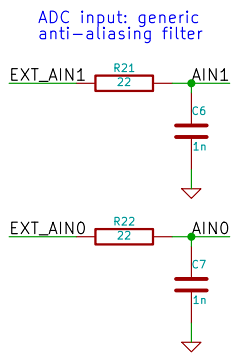 ADC input: generic
anti-aliasing filter
EXT_AIN1
R21
22
AIN1
C6
1n
EXT_AIN0
R22
22
AIN0
C7
1n